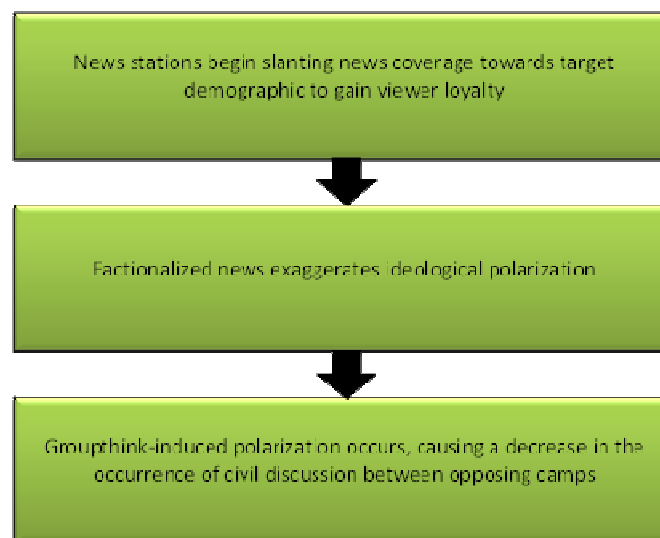 News stations begin slanting news coverage towards target
demographic to gain viewer loyalty
Factionalized news exaggerates ideological polarization
Groupthink-induced polarization occurs, causing a decrease in the
occurrence of civil discussion between opposing camps